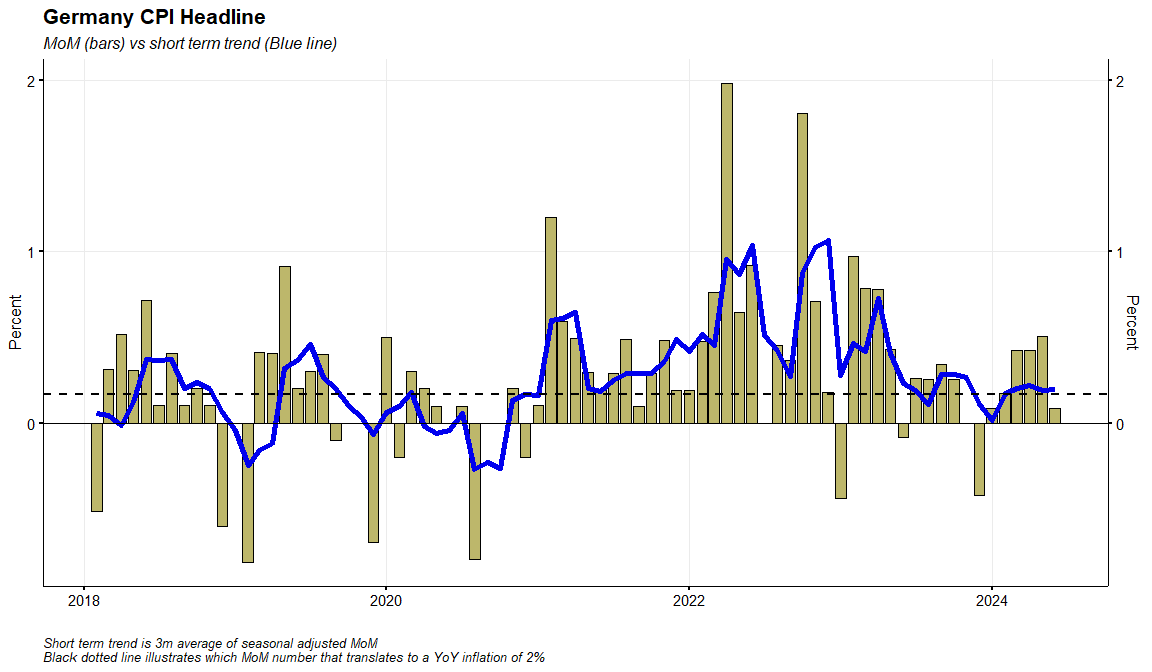 Germany CPI Headline
MoM (bars) vs short term trend (Blue line)
2
2
1
1
0
0
Percent
Percent
2018
2020
2022
2024
Short term trend is 3m average of seasonal adjusted MoM
Black dotted line illustrates which MoM number that translates to a YoY inflation of 2%